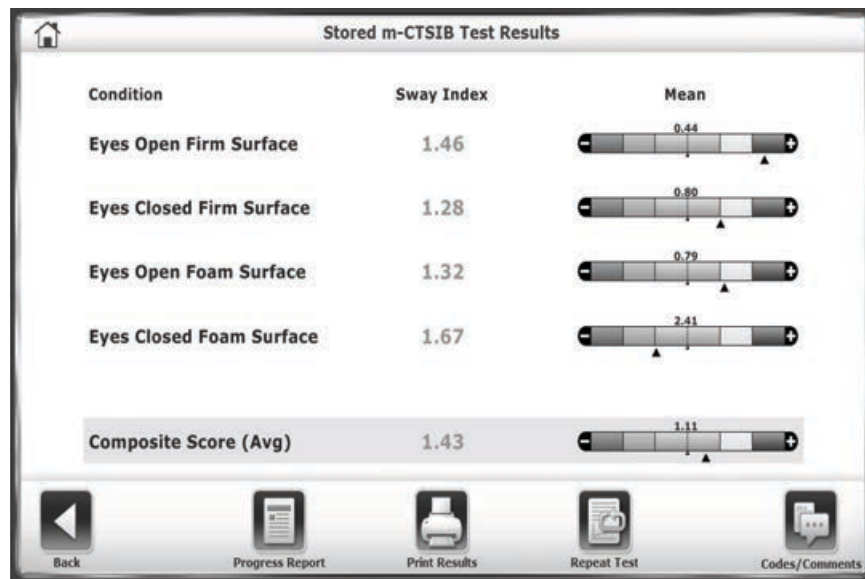 Stored m-CTSIB Test Results
Condition Sway Index Mean
0.44
Eyes Open Firm Surface 1.46
0.80
Eyes Closed Firm Surface 1.28
0.79
Eyes Open Foam Surface 1.32
2.41
Eyes Closed Foam Surface 1.67
1.11
Composite Score (Avg) 1.43
Back Progress Report Print Results Repeat Test Codes/Comments